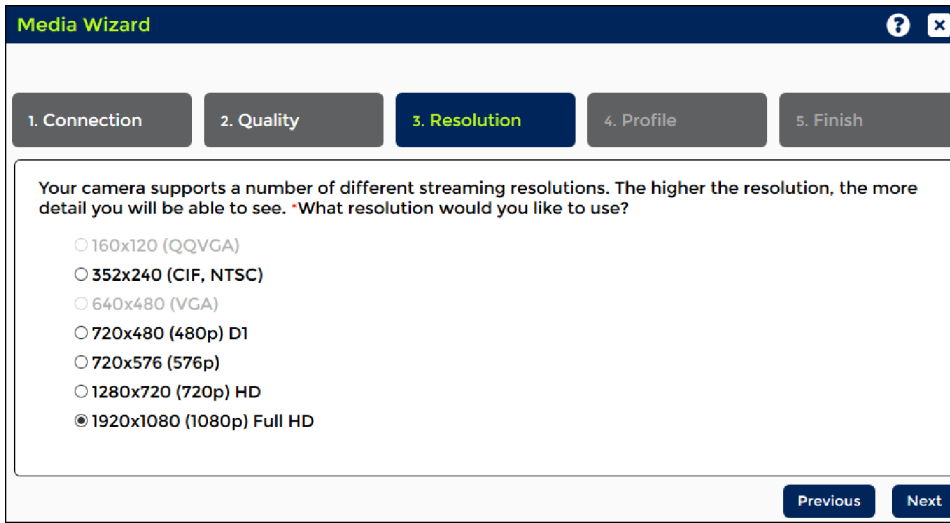 Media Wizard
?
×
1. Connection
2. Quality
3. Resolution
4. Profile
5. Finish
Your camera supports a number of different streaming resolutions. The higher the resolution, the more
detail you will be able to see. *What resolution would you like to use?
160x120 (QQVGA)
352x240 (CIF, NTSC)
640x480 (VGA)
720x480 (480p) D1
720x576 (576p)
1280x720 (720p) HD
1920x1080 (1080p) Full HD
Previous
Next